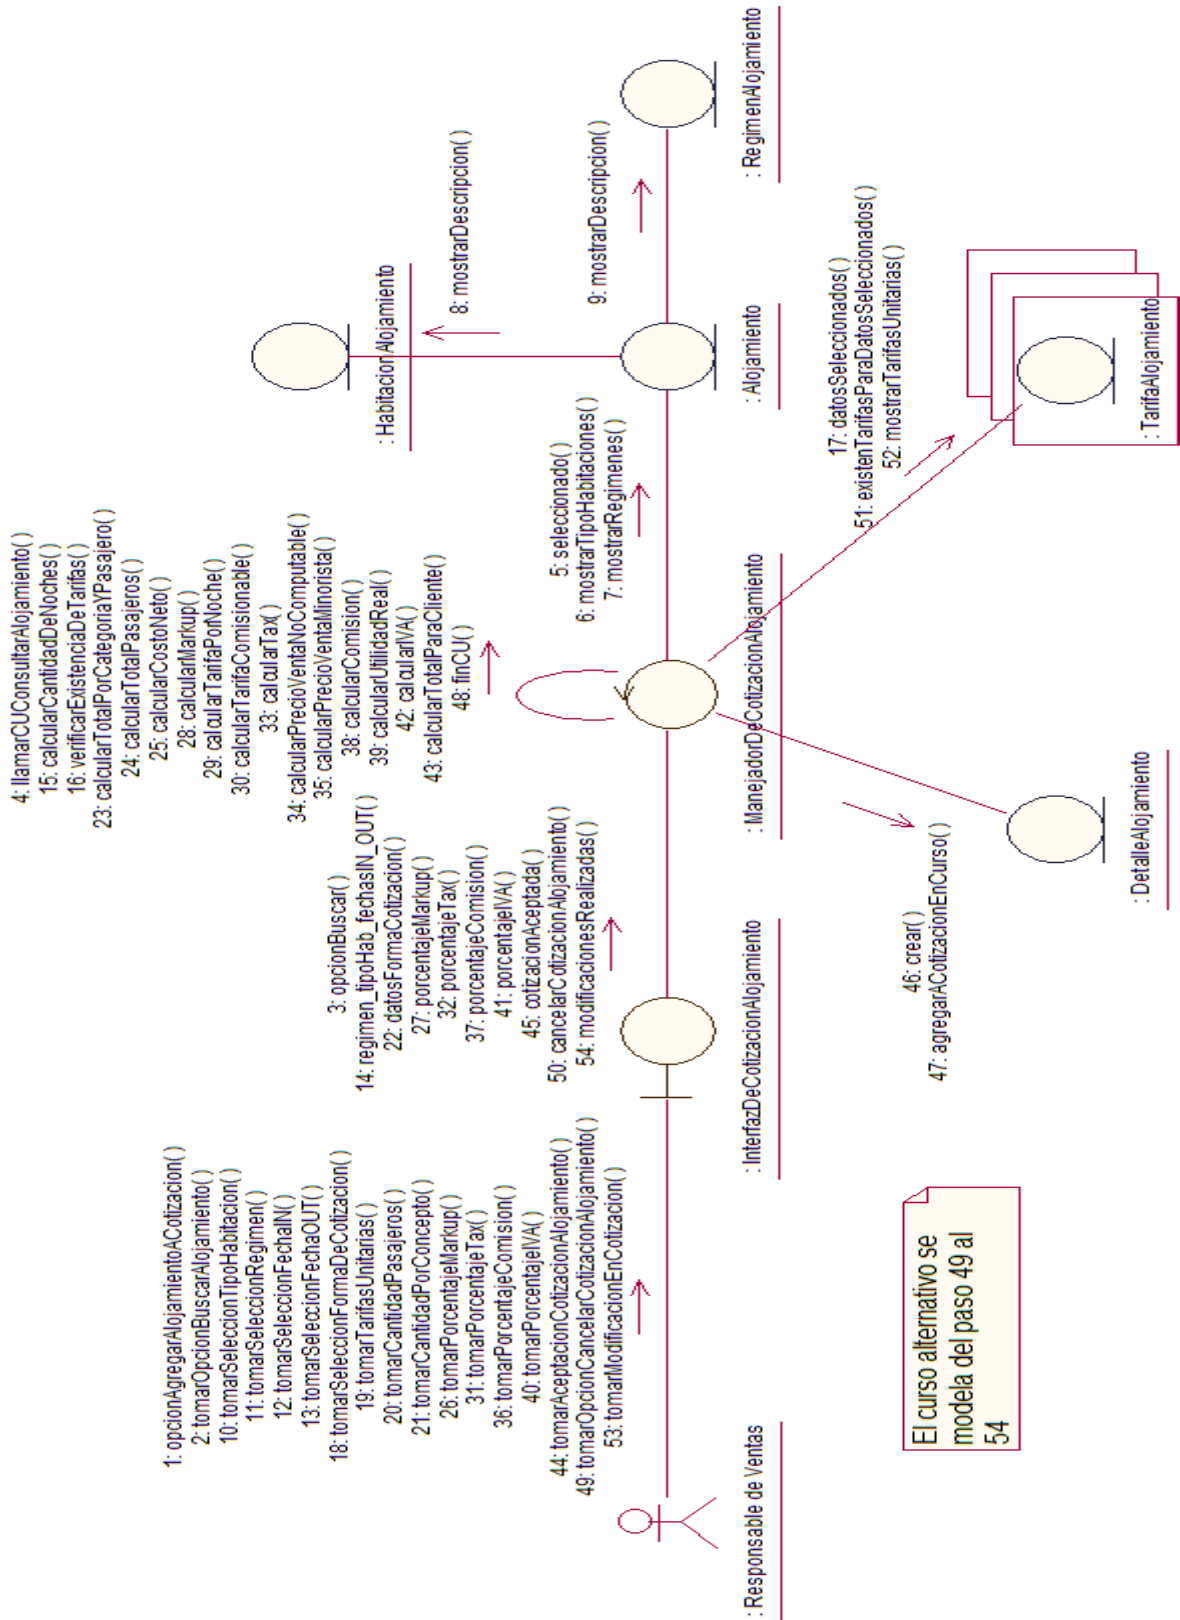 1: opcionAgregarAlojamientoACotizacion( )
2: tomarOpcionBuscarAlojamiento( )
10: tomarSeleccionTipoHabitacion( )
11: tomarSeleccionRegimen( )
12: tomarSeleccionFechaIN( )
13: tomarSeleccionFechaOUT( )
18: tomarSeleccionFormaDeCotizacion( )
19: tomarTarifasUnitarias( )
20: tomarCantidadPasajeros( )
21: tomarCantidadPorConcepto( )
26: tomarPorcentajeMarkup( )
31: tomarPorcentajeTax( )
36: tomarPorcentajeComision( )
40: tomarPorcentajeIVA( )
44: tomarAceptacionCotizacionAlojamiento( )
49: tomarOpcionCancelarCotizacionAlojamiento( )
53: tomarModificacionEnCotizacion( )
: Responsable de Ventas
3: opcionBuscar( )
14: regimen_tipoHab_fechasIN_OUT( )
22: datosFormaCotizacion( )
27: porcentajeMarkup( )
32: porcentajeTax( )
37: porcentajeComision( )
41: porcentajeIVA( )
45: cotizacionAceptada( )
50: cancelarCotizacionAlojamiento( )
54: modificacionesRealizadas( )
: InterfazDeCotizacionAlojamiento
4: llamarCUConsultarAlojamiento( )
15: calcularCantidadDeNoches( )
16: verificarExistenciaDeTarifas( )
23: calcularTotalPorCategoriaYPasajero( )
24: calcularTotalPasajeros( )
25: calcularCostoNeto( )
28: calcularMarkup( )
29: calcularTarifaPorNoche( )
30: calcularTarifaComisionable( )
33: calcularTax( )
34: calcularPrecioVentaNoComputable( )
35: calcularPrecioVentaMinorista( )
38: calcularComision( )
39: calcularUtilidadReal( )
42: calcularIVA( )
43: calcularTotalParaCliente( )
48: finCU( )
: ManejadorDeCotizacionAlojamiento
5: seleccionado( )
6: mostrarTipoHabitaciones( )
7: mostrarRegimenes( )
: Alojamiento
8: mostrarDescripcion( )
: HabitacionAlojamiento
9: mostrarDescripcion( )
: RegimenAlojamiento
17: datosSeleccionados( )
51: existenTarifasParaDatosSeleccionados( )
52: mostrarTarifasUnitarias( )
: TarifaAlojamiento
46: crear( )
47: agregarACotizacionEnCurso( )
: DetalleAlojamiento
El curso alternativo se
modela del paso 49 al
54